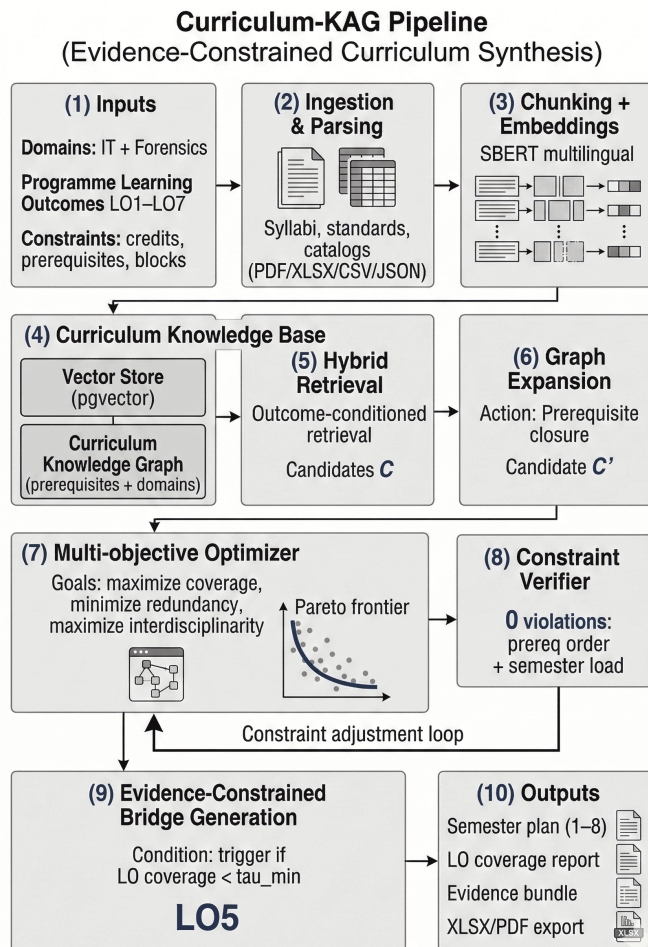 Curriculum-KAG Pipeline
(Evidence-Constrained Curriculum Synthesis)
(1) Inputs
Domains: IT + Forensics
Programme Learning
Outcomes LO1–LO7
Constraints: credits,
prerequisites, blocks
(2) Ingestion
& Parsing
Syllabi, standards,
catalogs
(PDF/XLSX/CSV/JSON)
(3) Chunking +
Embeddings
SBERT multilingual
(4) Curriculum Knowledge Base
Vector Store
(pgvector)
Curriculum
Knowledge Graph
(prerequisites + domains)
(5) Hybrid
Retrieval
Outcome-conditioned
retrieval
Candidates C
(6) Graph
Expansion
Action: Prerequisite
closure
Candidate C’
(7) Multi-objective Optimizer
Goals: maximize coverage,
minimize redundancy,
maximize interdisciplinarity
Pareto frontier
(8) Constraint
Verifier
0 violations:
prereq order
+ semester load
Constraint adjustment loop
(9) Evidence-Constrained
Bridge Generation
Condition: trigger if
LO coverage < tau_min
LO5
(10) Outputs
Semester plan (1–8)
LO coverage report
Evidence bundle
XLSX/PDF export
XLSX